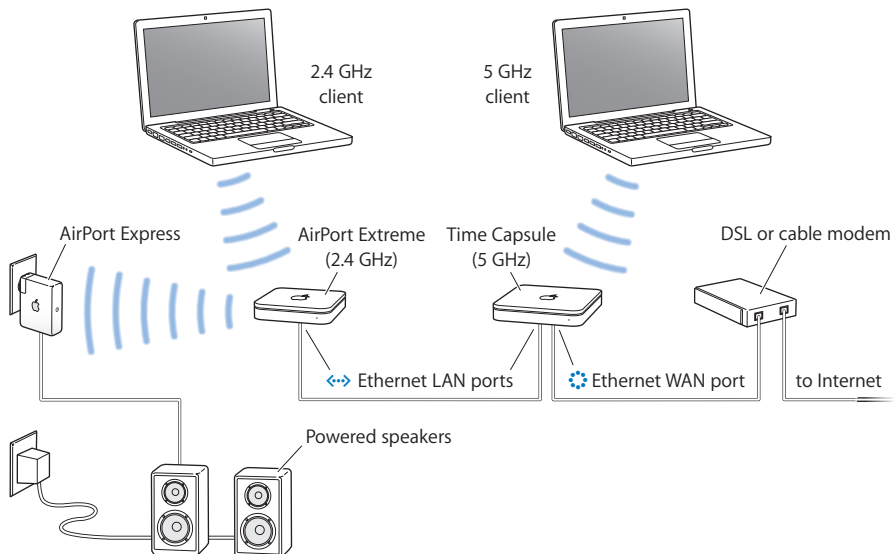 2.4 GHz
client
5 GHz
client
AirPort Express
AirPort Extreme
(2.4 GHz)
Time Capsule
(5 GHz)
DSL or cable modem
Ethernet LAN ports
Ethernet WAN port
to Internet
Powered speakers